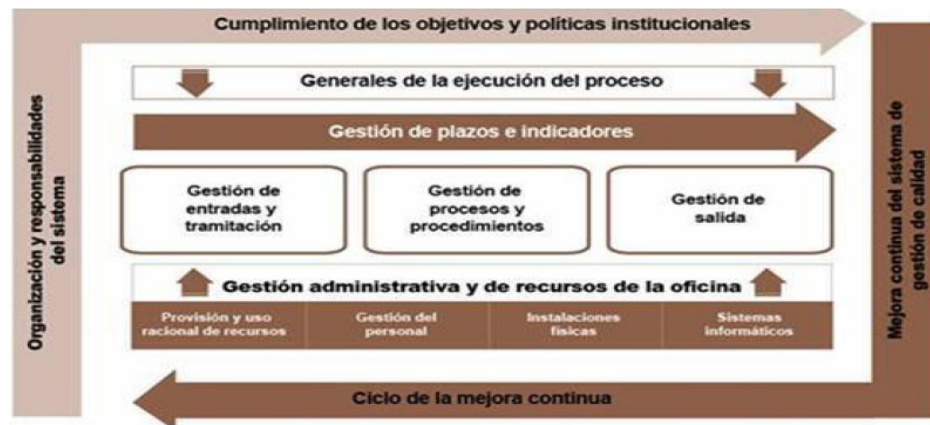 Cumplimiento de los objetivos y políticas institucionales
Organización y responsabilidades
del sistema
Generales de la ejecución del proceso
Gestión de plazos e indicadores
Gestión de
entradas y
tramitación
Gestión de
procesos y
procedimientos
Gestión de
salida
Gestión administrativa y de recursos de la oficina
Provisión y uso
racional de recursos
Gestión del
personal
Instalaciones
físicas
Sistemas
informáticos
Mejora continua del sistema de
gestión de calidad
Ciclo de la mejora continua